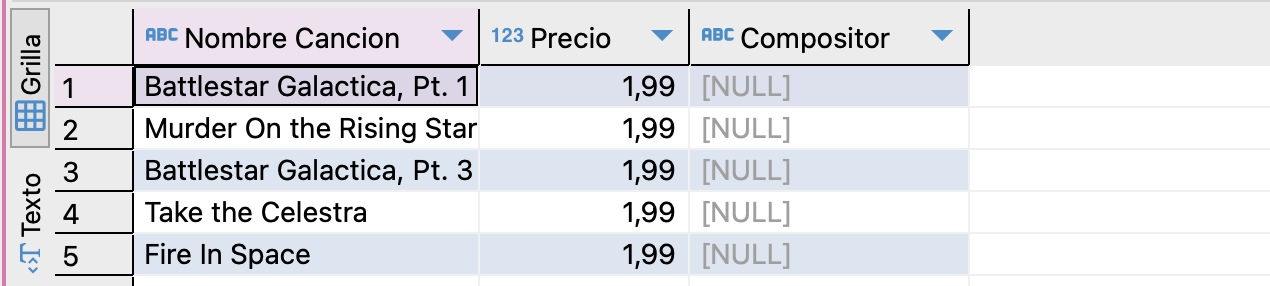 Grilla
Texto
ABC Nombre Cancion 123 Precio ABC Compositor
1 Battlestar Galactica, Pt. 1 1,99 [NULL]
2 Murder On the Rising Star 1,99 [NULL]
3 Battlestar Galactica, Pt. 3 1,99 [NULL]
4 Take the Celestra 1,99 [NULL]
5 Fire In Space 1,99 [NULL]